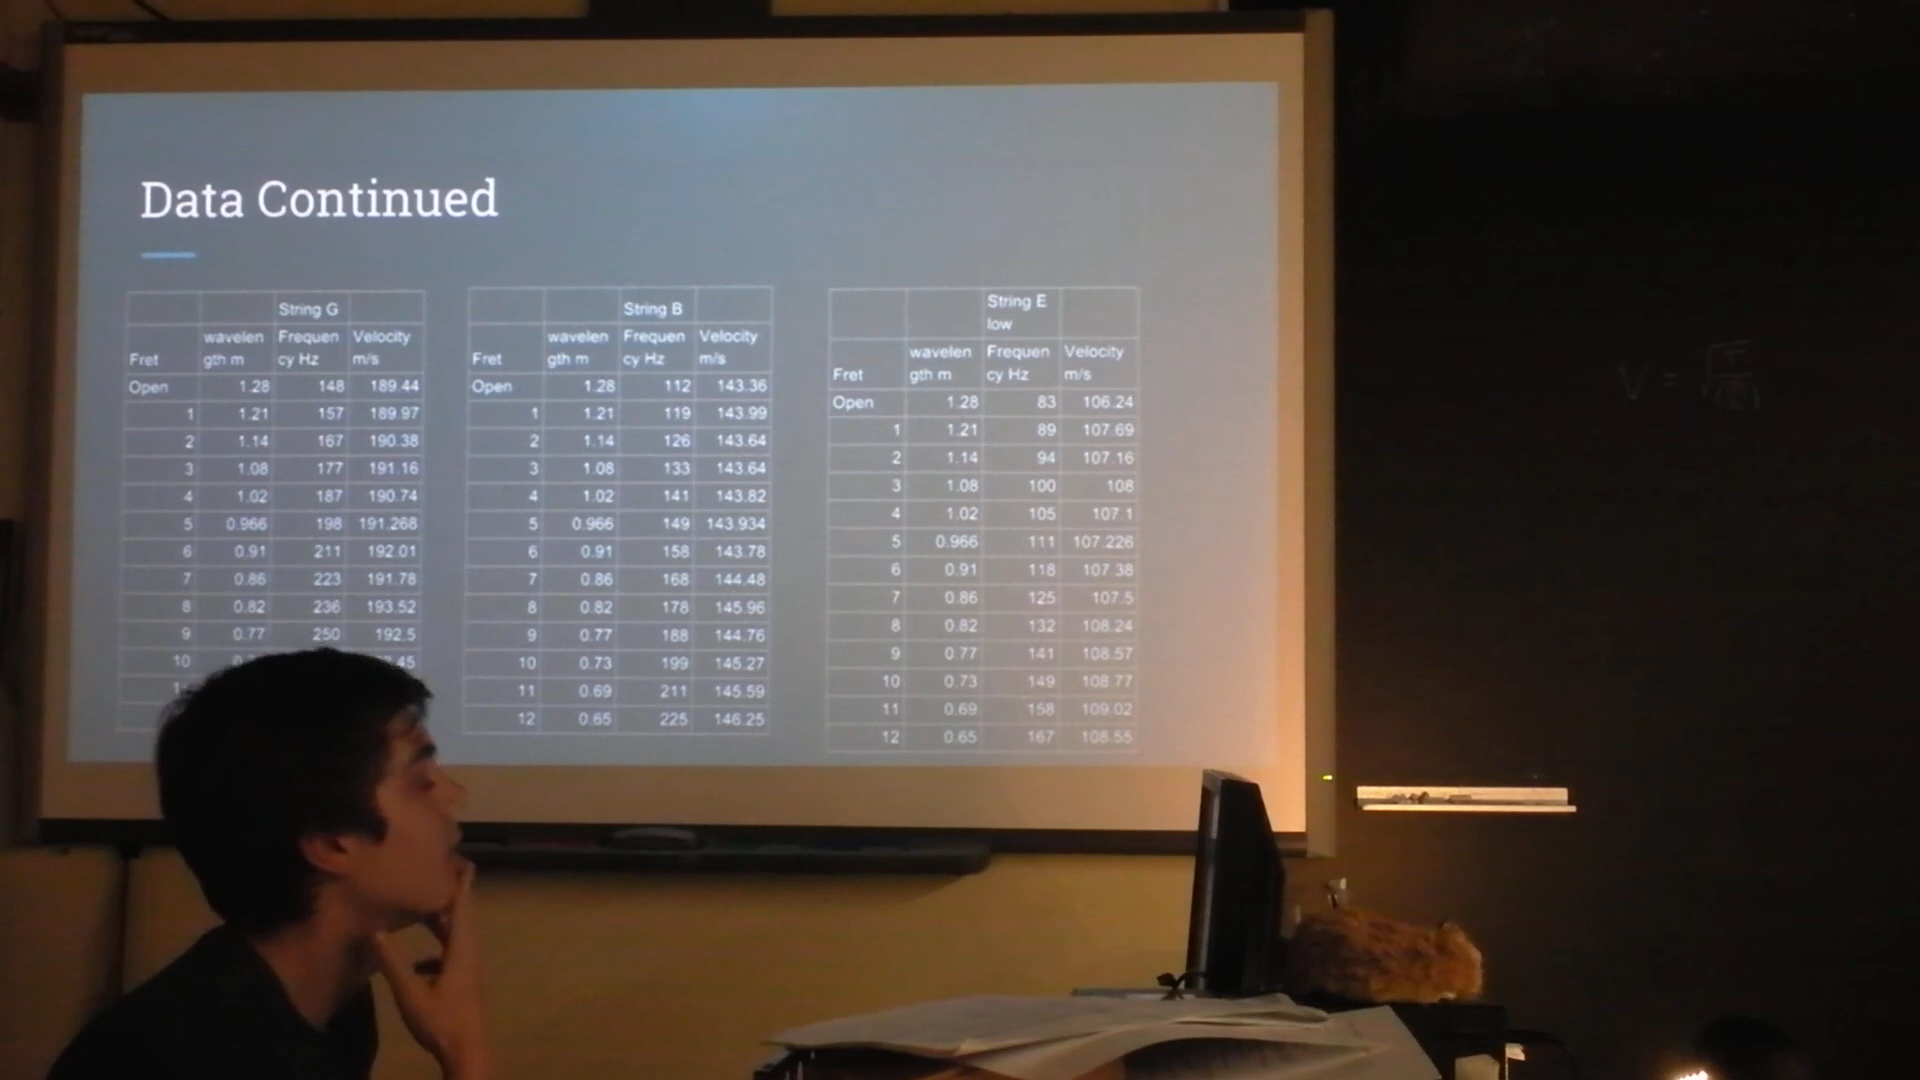 Data Continued
String G
wavelen Frequen Velocity
Fret gth m cy Hz m/s
Open 1.28 148 189.44
1 1.21 157 189.97
2 1.14 167 190.38
3 1.08 177 191.16
4 1.02 187 190.74
5 0.966 198 191.268
6 0.91 211 192.01
7 0.86 223 191.78
8 0.82 236 193.52
9 0.77 250 192.5
10
String B
wavelen Frequen Velocity
Fret gth m cy Hz m/s
Open 1.28 112 143.36
1 1.21 119 143.99
2 1.14 126 143.64
3 1.08 133 143.64
4 1.02 141 143.82
5 0.966 149 143.934
6 0.91 158 143.78
7 0.86 168 144.48
8 0.82 178 145.96
9 0.77 188 144.76
10 0.73 199 145.27
11 0.69 211 145.59
12 0.65 225 146.25
String E
low
wavelen Frequen Velocity
Fret gth m cy Hz m/s
Open 1.28 83 106.24
1 1.21 89 107.69
2 1.14 94 107.16
3 1.08 100 108
4 1.02 105 107.1
5 0.966 111 107.226
6 0.91 118 107.38
7 0.86 125 107.5
8 0.82 132 108.24
9 0.77 141 108.57
10 0.73 149 108.77
11 0.69 158 109.02
12 0.65 167 108.55
V =